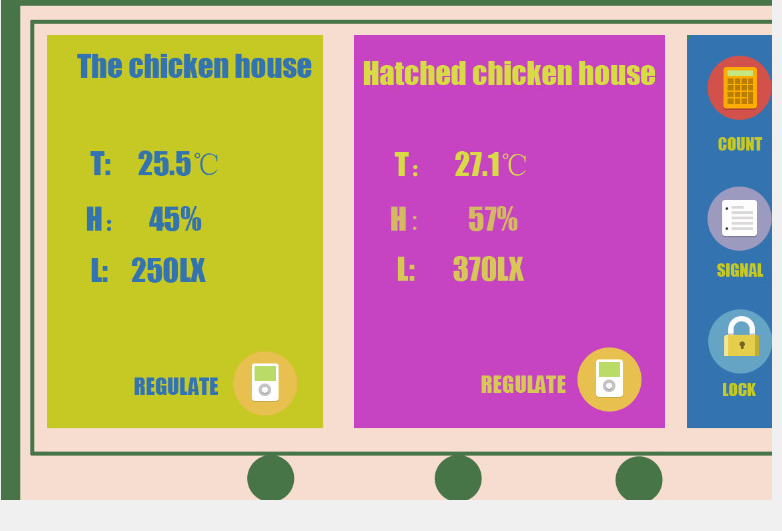 The chicken house
T: 25.5℃
H: 45%
L: 250LX
REGULATE
Hatched chicken house
T: 27.1℃
H: 57%
L: 370LX
REGULATE
COUNT
SIGNAL
LOCK